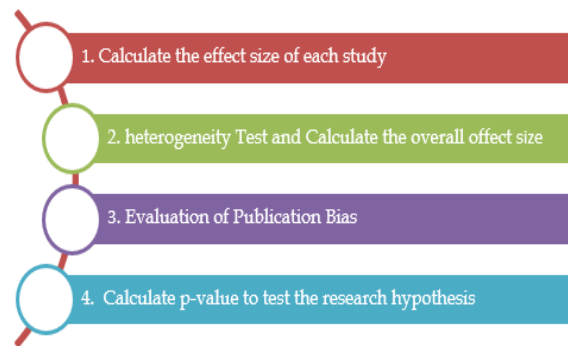 1. Calculate the effect size of each study
2. heterogeneity Test and Calculate the overall offect size
3. Evaluation of Publication Bias
4. Calculate p-value to test the research hypothesis